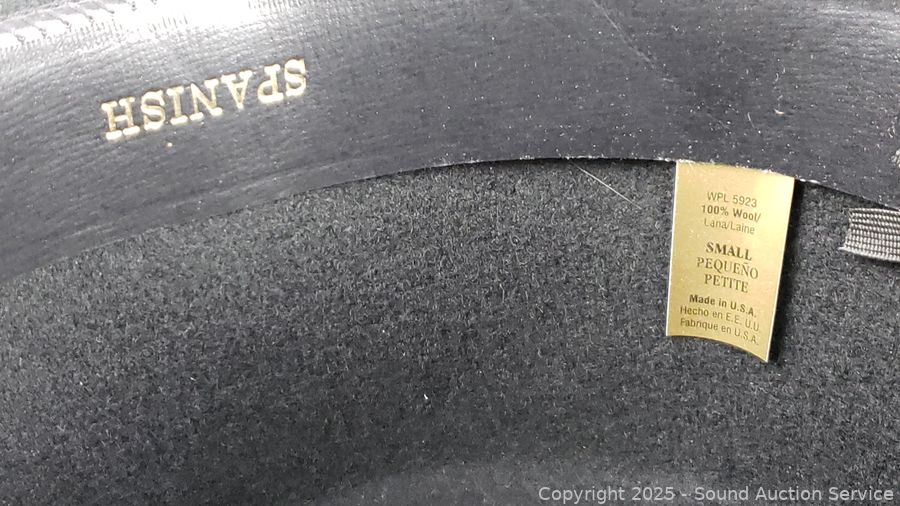 SPANISH
WPL 5923
100% Wool/
Lana/Laine
SMALL
PEQUEÑO
PETITE
Made in U.S.A.
Hecho en E.E. U.U.
Fabrique en U.S.A.
Copyright © 2025 - Sound Auction Service